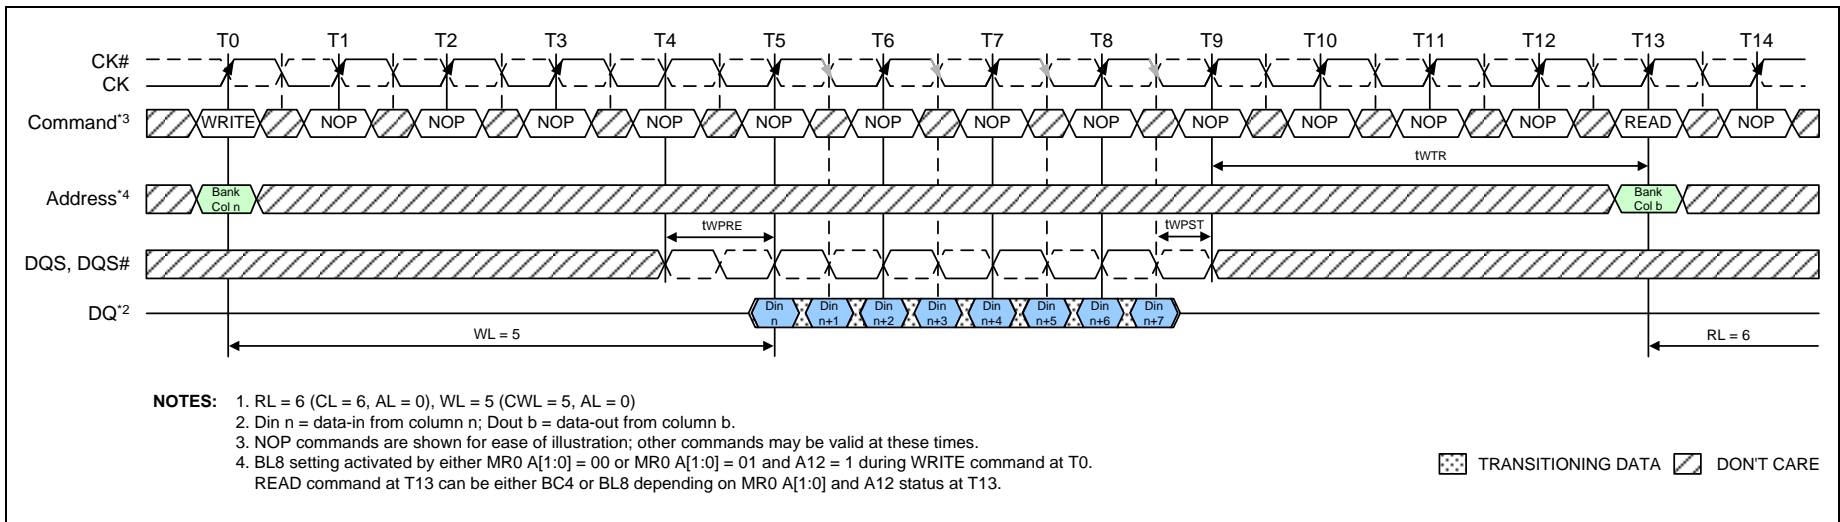 T0 T1 T2 T3 T4 T5 T6 T7 T8 T9 T10 T11 T12 T13 T14
CK#
CK
Command*3 WRITE NOP NOP NOP NOP NOP NOP NOP NOP NOP NOP NOP NOP READ NOP
tWTR
Address*4 Bank Col n Bank Col b
tWPRE tWPST
DQS, DQS#
DQ*2 Din n Din n+1 Din n+2 Din n+3 Din n+4 Din n+5 Din n+6 Din n+7
WL = 5 RL = 6
NOTES: 1. RL = 6 (CL = 6, AL = 0), WL = 5 (CWL = 5, AL = 0)
2. Din n = data-in from column n; Dout b = data-out from column b.
3. NOP commands are shown for ease of illustration; other commands may be valid at these times.
4. BL8 setting activated by either MR0 A[1:0] = 00 or MR0 A[1:0] = 01 and A12 = 1 during WRITE command at T0.
READ command at T13 can be either BC4 or BL8 depending on MR0 A[1:0] and A12 status at T13.
TRANSITIONING DATA DON'T CARE